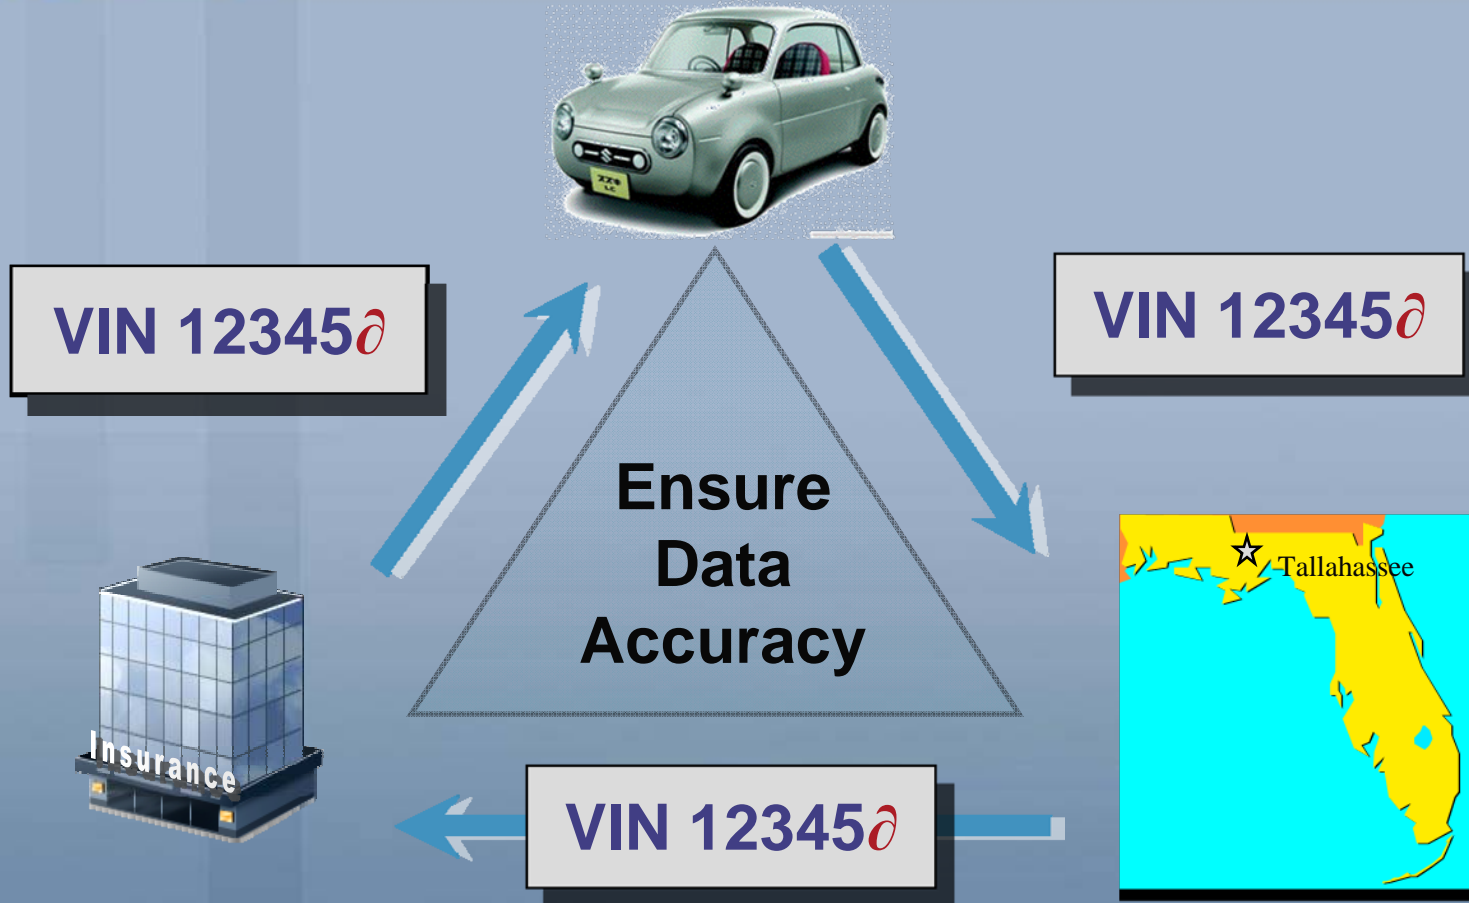 VIN 12345∂
VIN 12345∂
Ensure
Data
Accuracy
Tallahassee
Insurance
VIN 12345∂